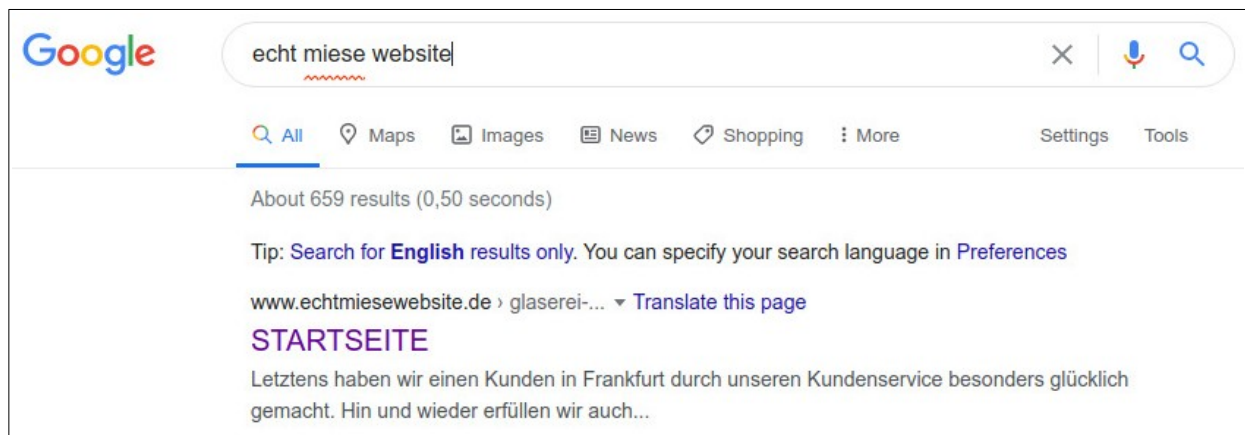 Google echt miese website
All Maps Images News Shopping More Settings Tools
About 659 results (0,50 seconds)
Tip: Search for English results only. You can specify your search language in Preferences
www.echtmiesewebsite.de › glaserei-... Translate this page
STARTSEITE
Letztens haben wir einen Kunden in Frankfurt durch unseren Kundenservice besonders glücklich
gemacht. Hin und wieder erfüllen wir auch...